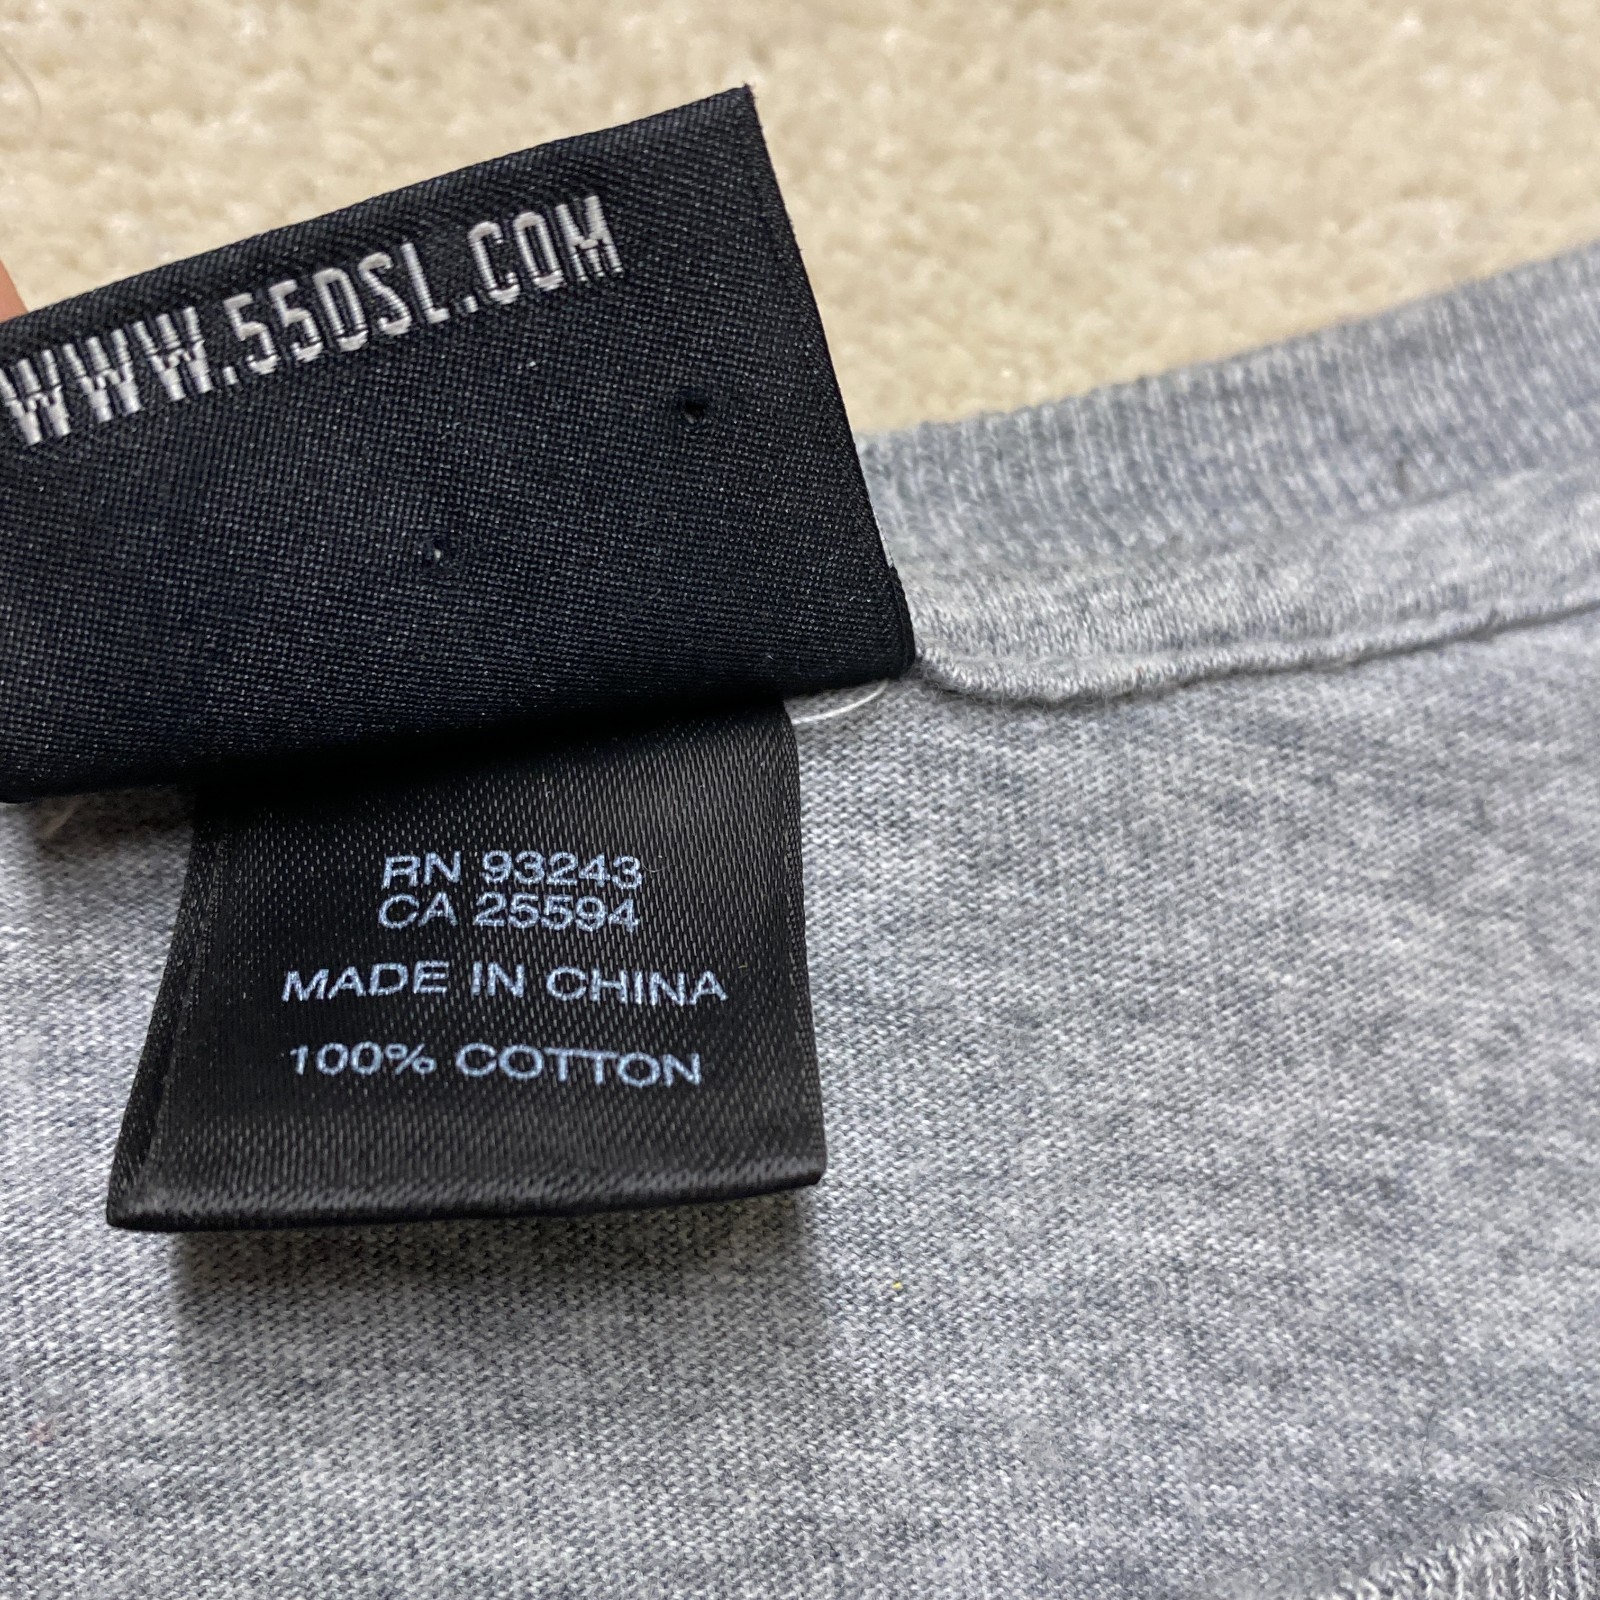 WWW.55DSL.COM
RN 93243
CA 25594
MADE IN CHINA
100% COTTON